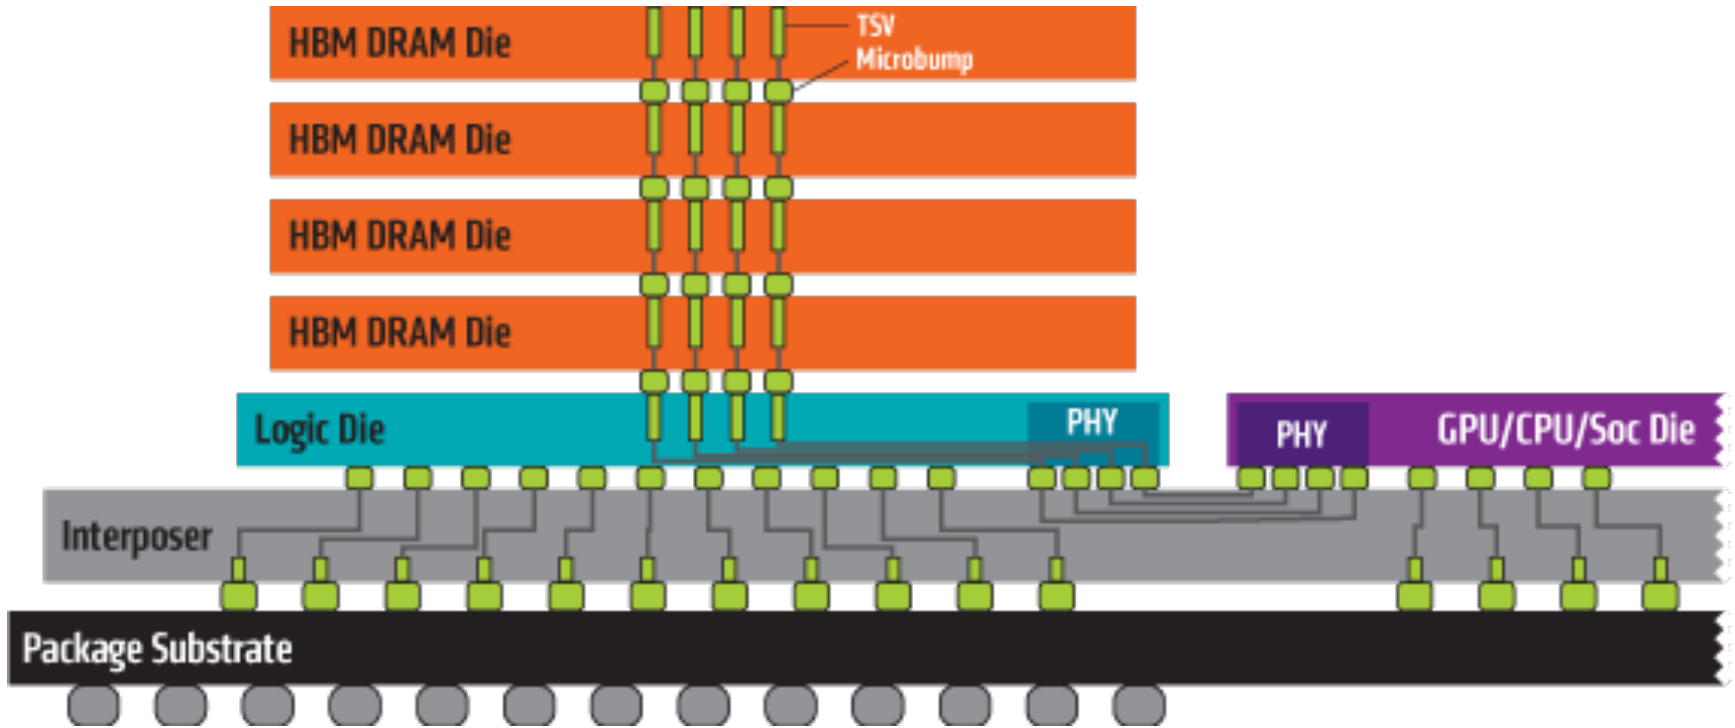 HBM DRAM Die
TSV
Microbump
HBM DRAM Die
HBM DRAM Die
HBM DRAM Die
Logic Die
PHY
PHY
GPU/CPU/Soc Die
Interposer
Package Substrate